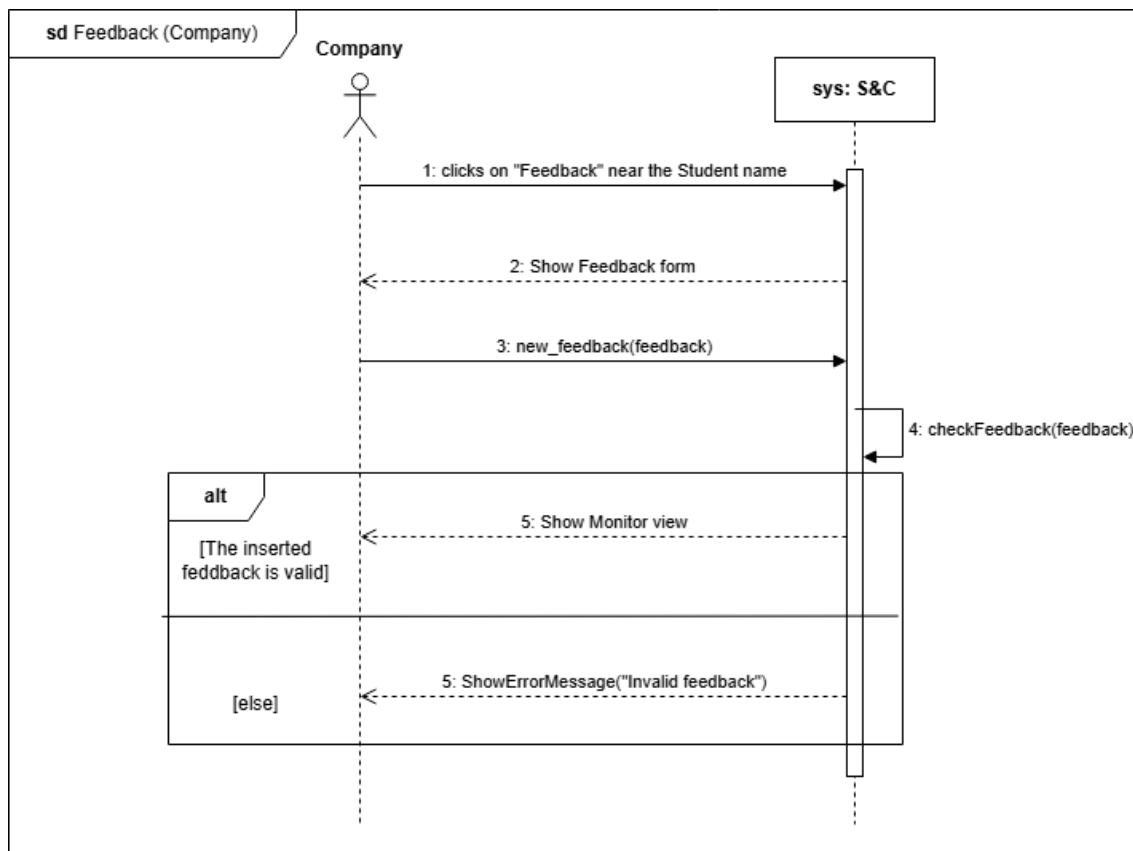 sd Feedback (Company)
Company
sys: S&C
1: clicks on "Feedback" near the Student name
2: Show Feedback form
3: new_feedback(feedback)
4: checkFeedback(feedback)
alt
5: Show Monitor view
[The inserted
feddback is valid]
5: ShowErrorMessage("Invalid feedback")
[else]